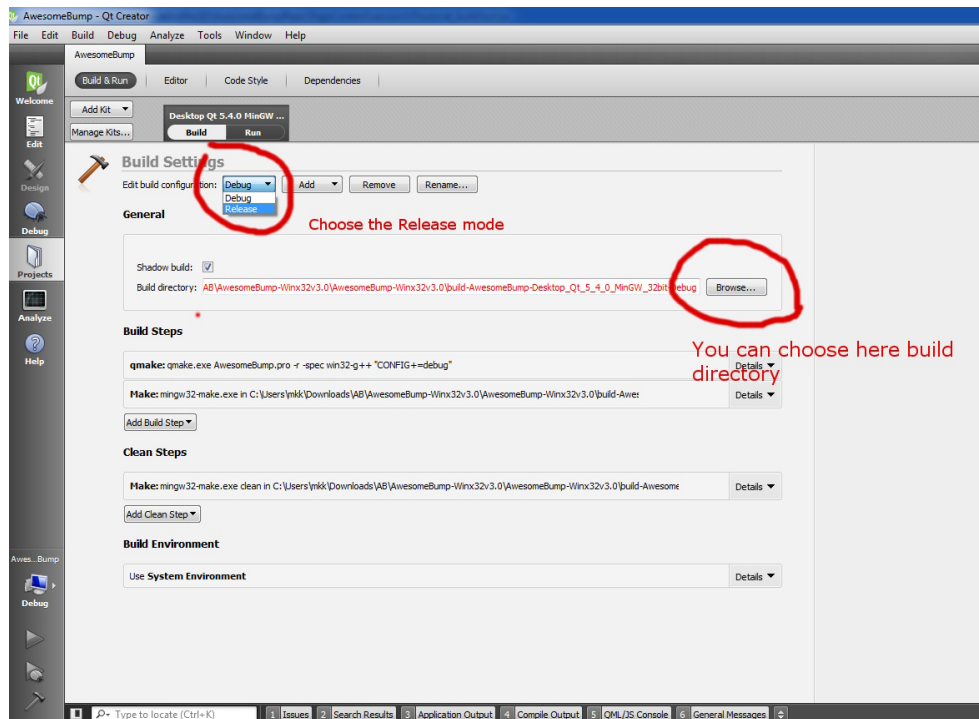 AwesomeBump - Qt Creator
File Edit Build Debug Analyze Tools Window Help
AwesomeBump
Build & Run Editor Code Style Dependencies
Welcome
Add Kit
Manage Kits...
Desktop Qt 5.4.0 MinGW ...
Build Run
Edit
Build Settings
Design
Edit build configuration: Debug Add Remove Rename...
Debug
Release
General
Choose the Release mode
Debug
Shadow build:
Projects
Build directory: AB\AwesomeBump-Winx32v3.0\AwesomeBump-Winx32v3.0\build-AwesomeBump-Desktop_Qt_5_4_0_MinGW_32bit-Debug Browse...
Analyze
Build Steps
You can choose here build
directory
Help
qmake: qmake.exe AwesomeBump.pro -r -spec win32-g++ "CONFIG+=debug" Details
Make: mingw32-make.exe in C:\Users\mkk\Downloads\AB\AwesomeBump-Winx32v3.0\AwesomeBump-Winx32v3.0\build-Awes Details
Add Build Step
Clean Steps
Make: mingw32-make.exe clean in C:\Users\mkk\Downloads\AB\AwesomeBump-Winx32v3.0\AwesomeBump-Winx32v3.0\build-Awesome Details
Add Clean Step
Build Environment
Awes...Bump
Use System Environment Details
Debug
Type to locate (Ctrl+K) 1 Issues 2 Search Results 3 Application Output 4 Compile Output 5 QML/JS Console 6 General Messages